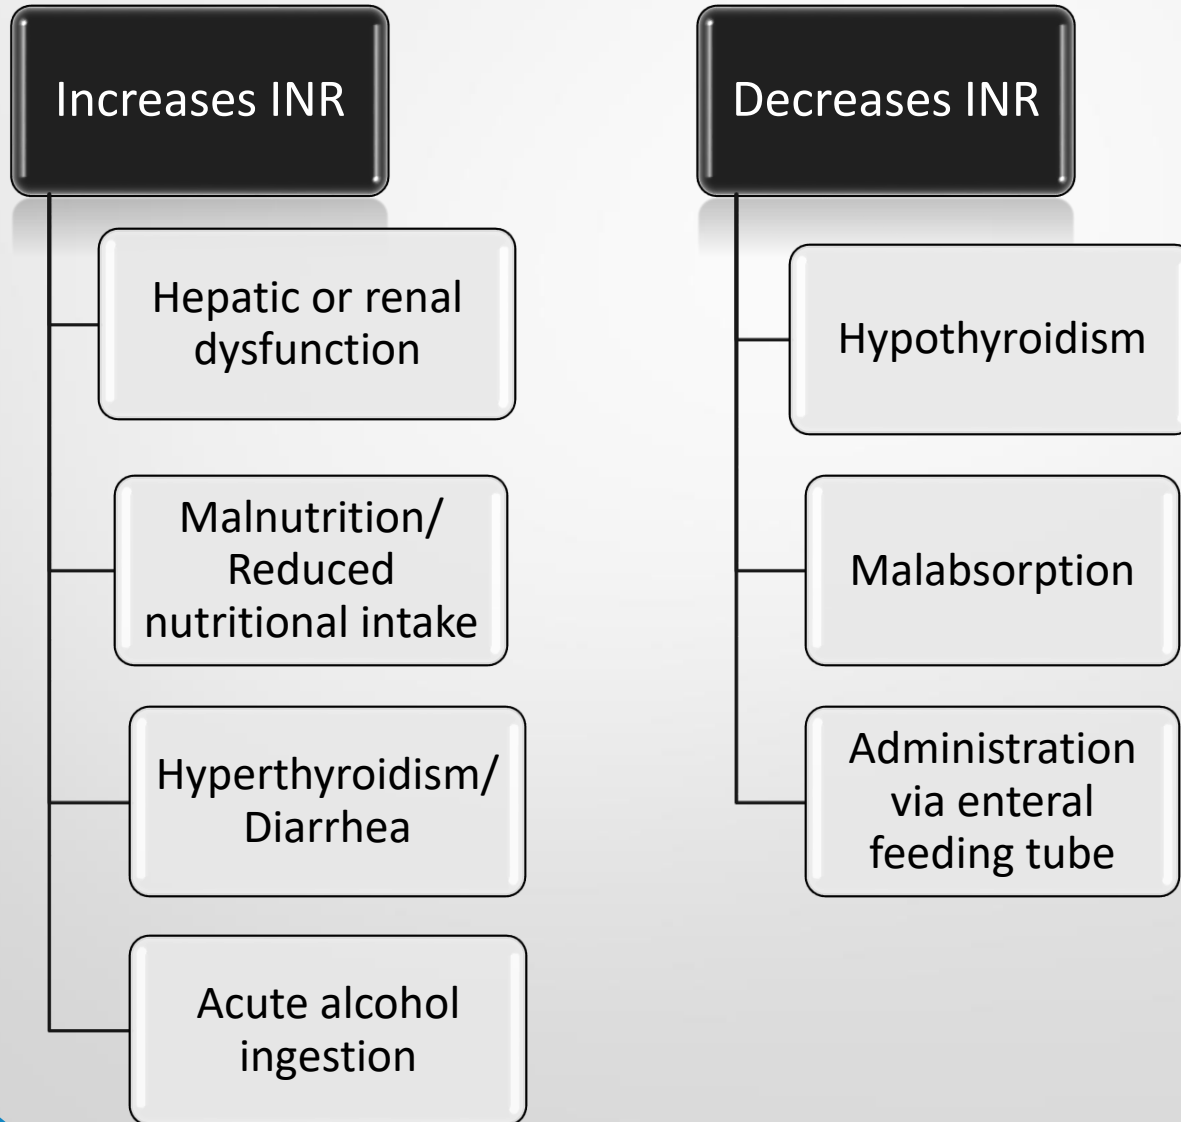 Increases INR
Hepatic or renal
dysfunction
Malnutrition/
Reduced
nutritional intake
Hyperthyroidism/
Diarrhea
Acute alcohol
ingestion
Decreases INR
Hypothyroidism
Malabsorption
Administration
via enteral
feeding tube